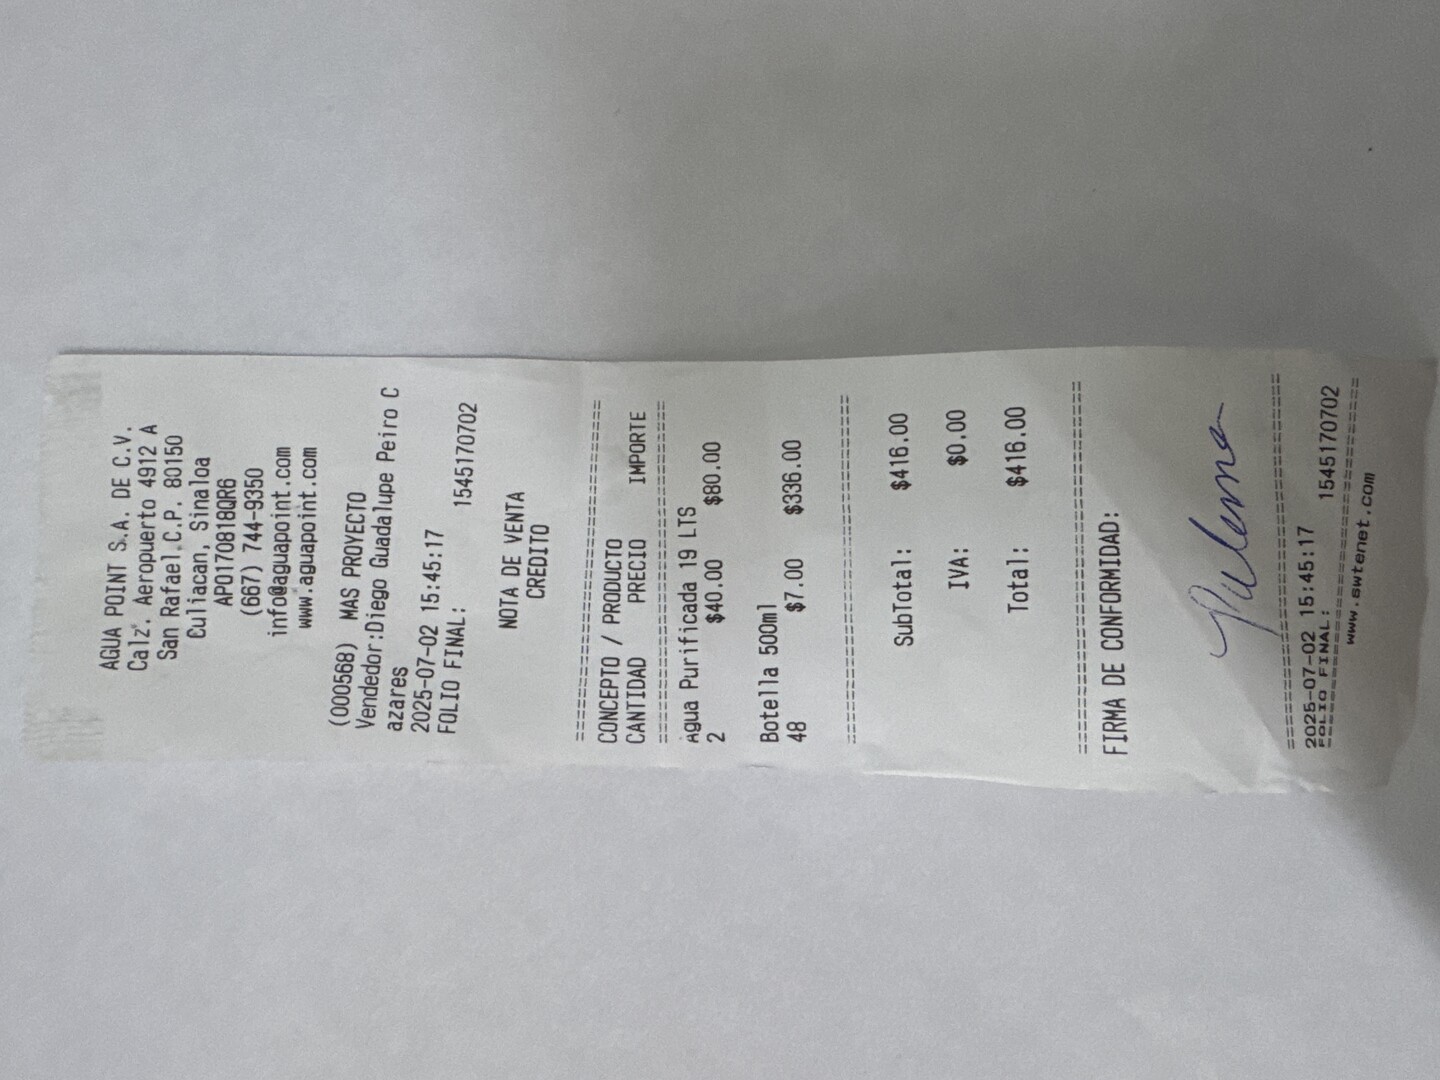 AGUA POINT S.A. DE C.V.
Calz. Aeropuerto 4912 A
San Rafael.C.P. 80150
Culiacan, Sinaloa
APO170818QR6
(667) 744-9350
info@aguapoint.com
www.aguapoint.com
(000568) MAS PROYECTO
Vendedor:Diego Guadalupe Peiro C
azares
2025-07-02 15:45:17
FOLIO FINAL: 1545170702
NOTA DE VENTA
CREDITO
CONCEPTO / PRODUCTO
CANTIDAD PRECIO IMPORTE
Agua Purificada 19 LTS
2 $40.00 $80.00
Botella 500ml
48 $7.00 $336.00
SubTotal: $416.00
IVA: $0.00
Total: $416.00
FIRMA DE CONFORMIDAD:
2025-07-02 15:45:17
FOLIO FINAL: 1545170702
www.swtenet.com